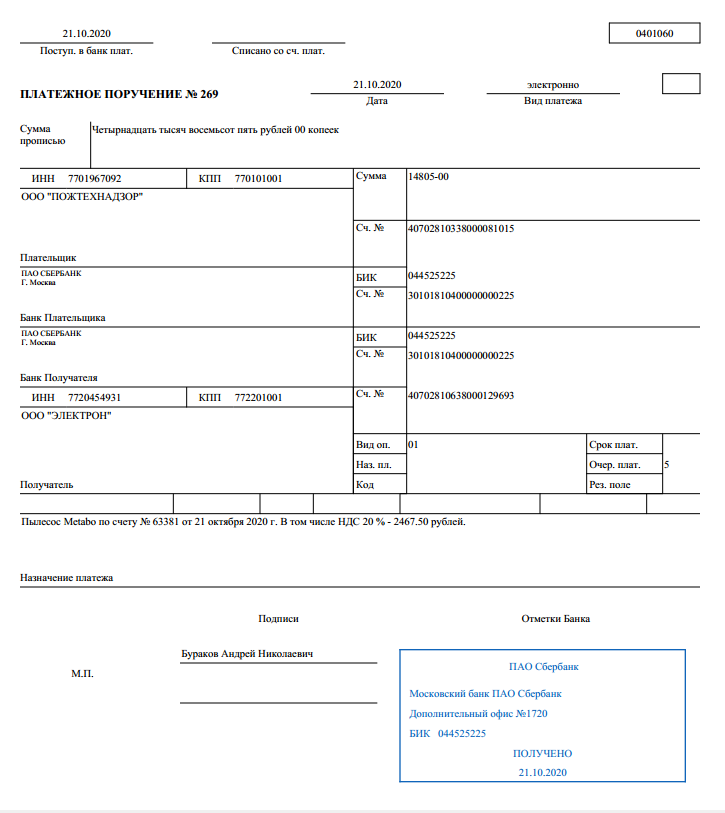 21.10.2020
0401060
Поступ. в банк плат.
Списано со сч. плат.
ПЛАТЕЖНОЕ ПОРУЧЕНИЕ № 269
21.10.2020
электронно
Дата
Вид платежа
Сумма прописью
Четырнадцать тысяч восемьсот пять рублей 00 копеек
ИНН 7701967092
КПП 770101001
Сумма
14805-00
ООО "ПОЖТЕХНАДЗОР"
Сч. №
40702810338000081015
Плательщик
ПАО СБЕРБАНК
Г. Москва
БИК
044525225
Сч. №
30101810400000000225
Банк Плательщика
ПАО СБЕРБАНК
Г. Москва
БИК
044525225
Сч. №
30101810400000000225
Банк Получателя
ИНН 7720454931
КПП 772201001
Сч. №
40702810638000129693
ООО "ЭЛЕКТРОН"
Вид оп.
01
Срок плат.
Наз. пл.
Очер. плат.
5
Получатель
Код
Рез. поле
Пылесос Metabo по счету № 63381 от 21 октября 2020 г. В том числе НДС 20 % - 2467.50 рублей.
Назначение платежа
Подписи
Отметки Банка
Бураков Андрей Николаевич
М.П.
ПАО Сбербанк
Московский банк ПАО Сбербанк
Дополнительный офис №1720
БИК 044525225
ПОЛУЧЕНО
21.10.2020